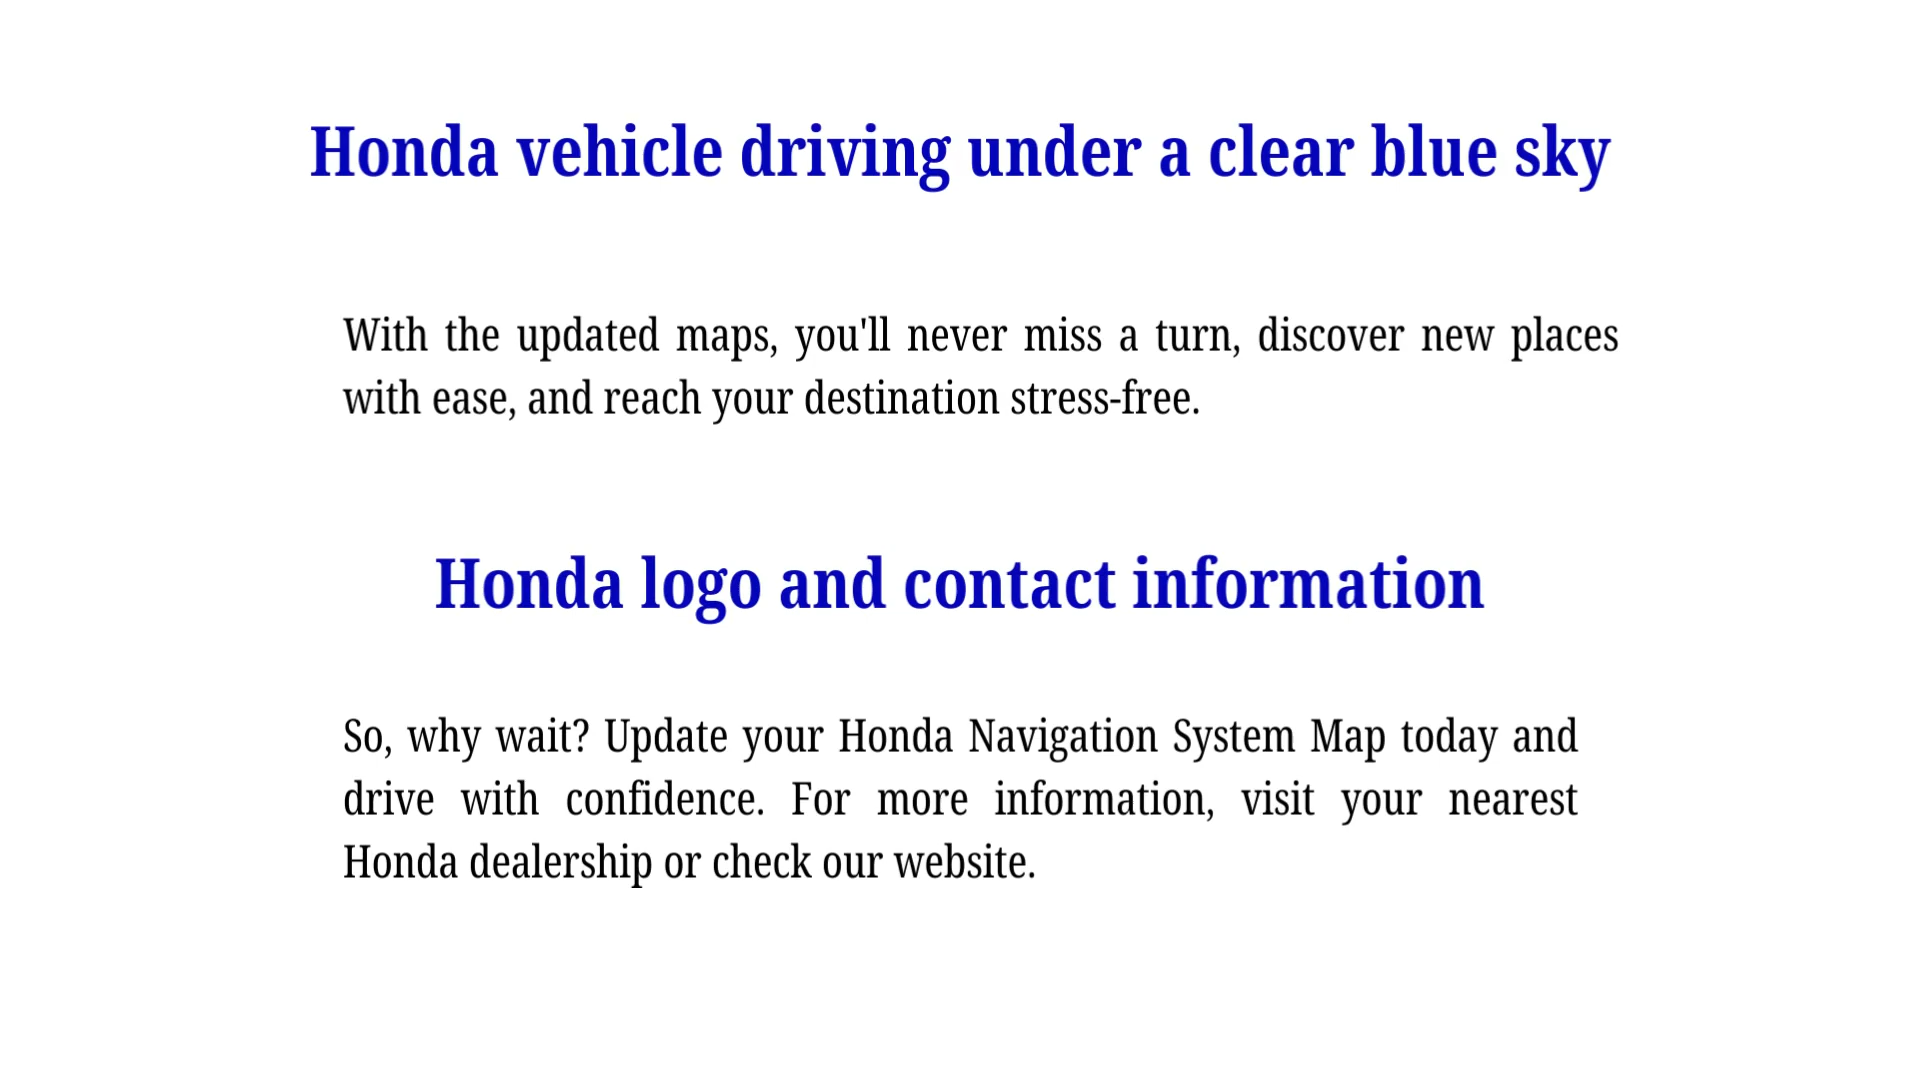 Honda vehicle driving under a clear blue sky
With the updated maps, you'll never miss a turn, discover new places
with ease, and reach your destination stress-free.
Honda logo and contact information
So, why wait? Update your Honda Navigation System Map today and
drive with confidence. For more information, visit your nearest
Honda dealership or check our website.